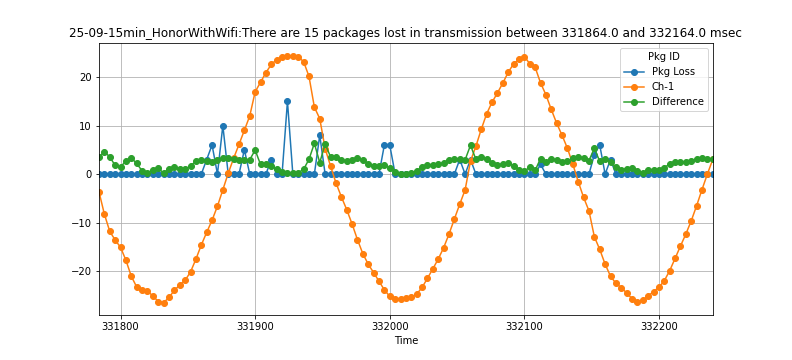 25-09-15min_HonorWithWifi:There are 15 packages lost in transmission between 331864.0 and 332164.0 msec
Pkg ID
Pkg Loss
Ch-1
Difference
20
10
0
−10
−20
331800 331900 332000 332100 332200
Time